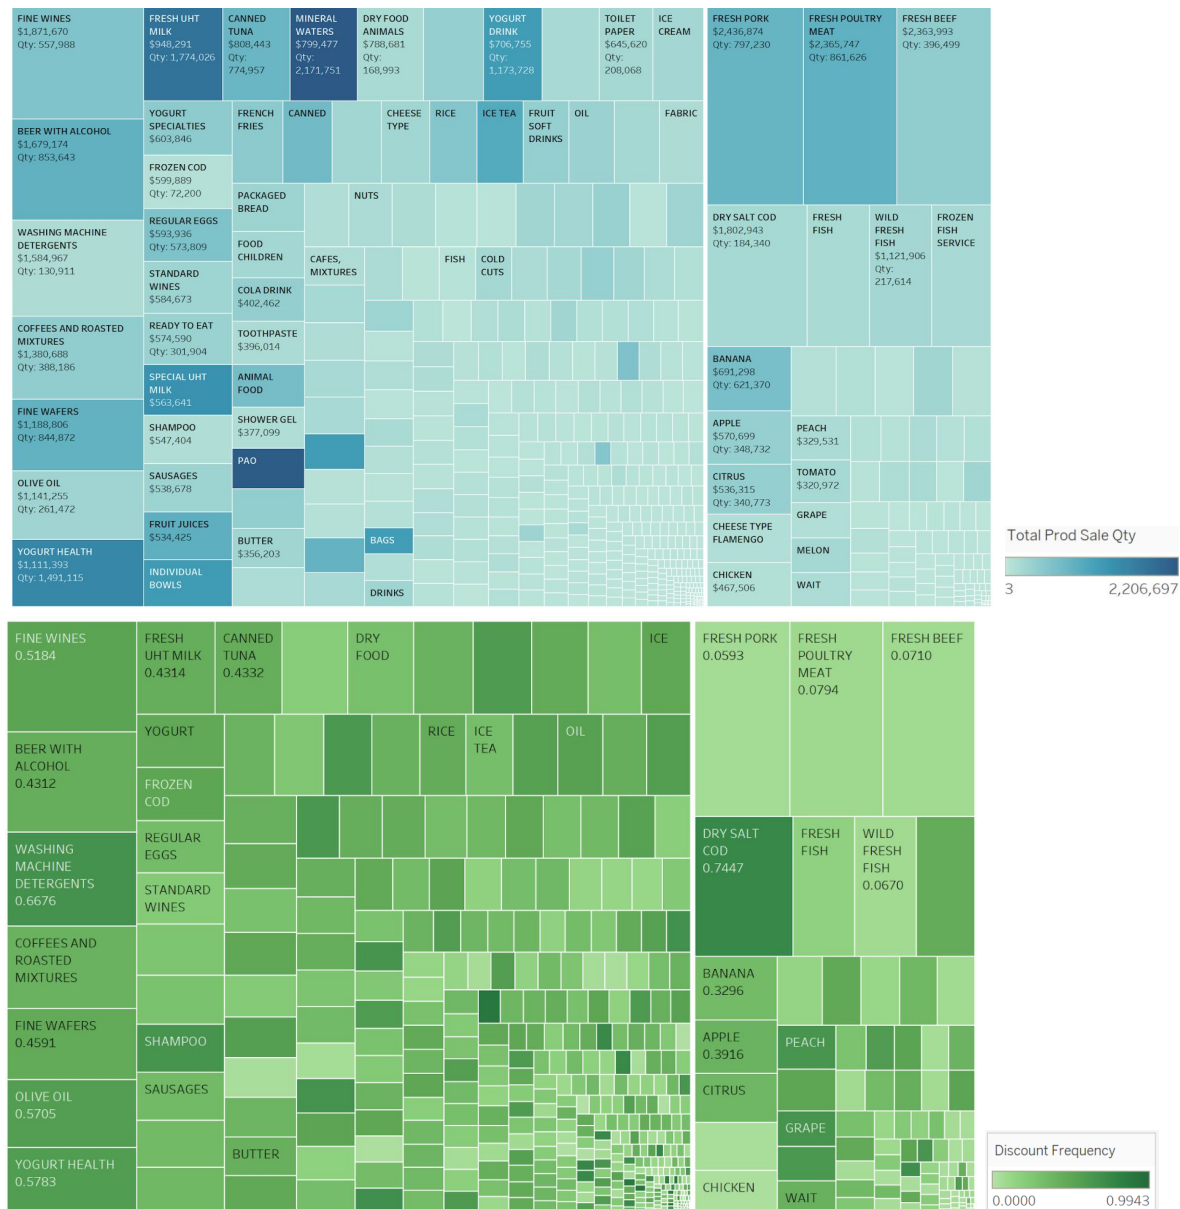 FINE WINES
$1,871,670
Qty: 557,988
BEER WITH ALCOHOL
$1,679,174
Qty: 853,643
WASHING MACHINE
DETERGENTS
$1,584,967
Qty: 130,911
COFFEES AND ROASTED
MIXTURES
$1,380,688
Qty: 388,186
FINE WAFERS
$1,188,806
Qty: 844,872
OLIVE OIL
$1,141,255
Qty: 261,472
YOGURT HEALTH
$1,111,393
Qty: 1,491,115
FRESH UHT
MILK
$948,291
Qty: 1,774,026
CANNED
TUNA
$808,443
Qty:
774,957
MINERAL
WATERS
$799,477
Qty:
2,171,751
DRY FOOD
ANIMALS
$788,681
Qty:
168,993
YOGURT
DRINK
$706,755
Qty:
1,173,728
TOILET
PAPER
$645,620
Qty:
208,068
ICE
CREAM
YOGURT
SPECIALTIES
$603,846
FROZEN COD
$599,889
Qty: 72,200
REGULAR EGGS
$593,936
Qty: 573,809
STANDARD
WINES
$584,673
READY TO EAT
$574,590
Qty: 301,904
SPECIAL UHT
MILK
$563,641
SHAMPOO
$547,404
SAUSAGES
$538,678
FRUIT JUICES
$534,425
INDIVIDUAL
BOWLS
FRENCH
FRIES
CANNED
CHEESE
TYPE
RICE
ICE TEA
FRUIT
SOFT
DRINKS
OIL
FABRIC
PACKAGED
BREAD
FOOD
CHILDREN
COLA DRINK
$402,462
TOOTHPASTE
$396,014
ANIMAL
FOOD
SHOWER GEL
$377,099
PAO
BUTTER
$356,203
NUTS
CAFES,
MIXTURES
FISH
COLD
CUTS
BAGS
DRINKS
FRESH PORK
$2,436,874
Qty: 797,230
FRESH POULTRY
MEAT
$2,365,747
Qty: 861,626
FRESH BEEF
$2,363,993
Qty: 396,499
DRY SALT COD
$1,802,943
Qty: 184,340
FRESH
FISH
WILD
FRESH
FISH
$1,121,906
Qty:
217,614
FROZEN
FISH
SERVICE
BANANA
$691,298
Qty: 621,370
APPLE
$570,699
Qty: 348,732
CITRUS
$536,315
Qty: 340,773
CHEESE TYPE
FLAMENGO
CHICKEN
$467,506
PEACH
$329,531
TOMATO
$320,972
GRAPE
MELON
WAIT
Total Prod Sale Qty
3 2,206,697
FINE WINES
0.5184
BEER WITH
ALCOHOL
0.4312
WASHING
MACHINE
DETERGENTS
0.6676
COFFEES AND
ROASTED
MIXTURES
FINE WAFERS
0.4591
OLIVE OIL
0.5705
YOGURT HEALTH
0.5783
FRESH
UHT MILK
0.4314
CANNED
TUNA
0.4332
DRY
FOOD
ICE
YOGURT
FROZEN
COD
REGULAR
EGGS
STANDARD
WINES
SHAMPOO
SAUSAGES
RICE
ICE
TEA
OIL
BUTTER
FRESH PORK
0.0593
FRESH
POULTRY
MEAT
0.0794
FRESH BEEF
0.0710
DRY SALT
COD
0.7447
FRESH
FISH
WILD
FRESH
FISH
0.0670
BANANA
0.3296
APPLE
0.3916
CITRUS
CHICKEN
PEACH
GRAPE
WAIT
Discount Frequency
0.0000 0.9943